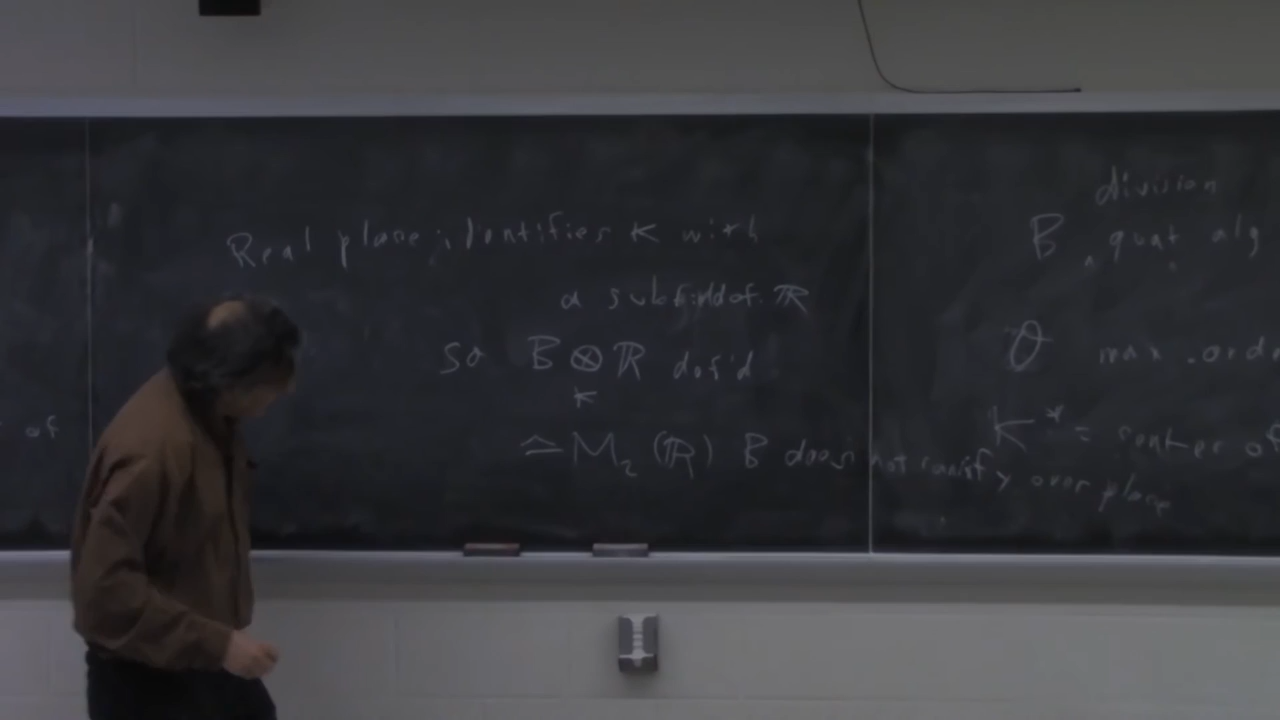 of
Real place identifies K with
a subfield of ℝ
so B ⊗ ℝ def'd
K
≃ M₂ (ℝ) B does not ramify over place
division
B quat alg
^
O max. orde
K* = center of